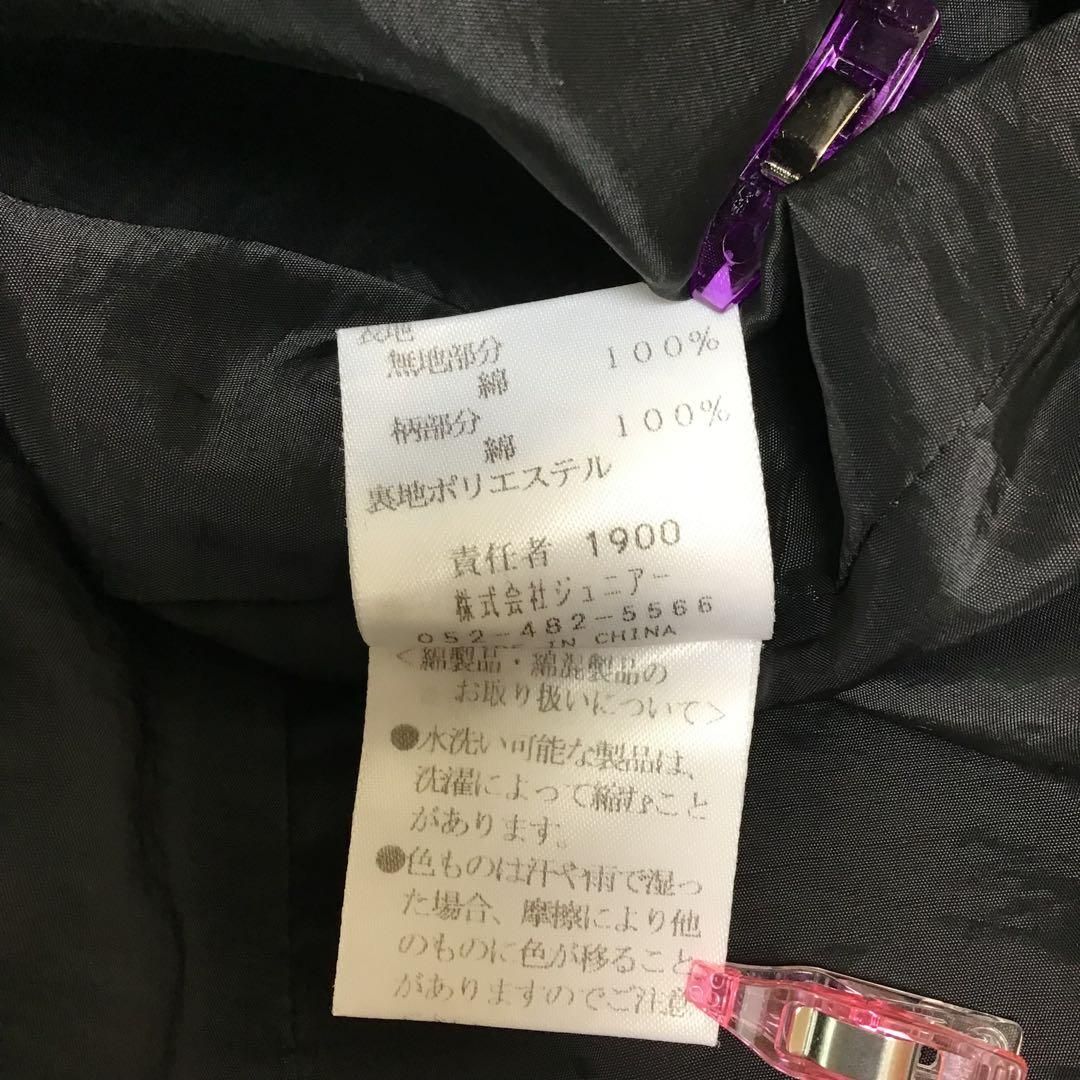 表地
無地部分
綿 100%
柄部分
綿 100%
裏地ポリエステル
責任者 1900
株式会社ジュニアー
052-482-5566
IN CHINA
<綿製品・綿混製品の
お取り扱いについて>
●水洗い可能な製品は、
洗濯によって縮むこと
があります。
●色ものは汗や雨で湿っ
た場合、摩擦により他
のものに色が移ること
がありますのでご注意